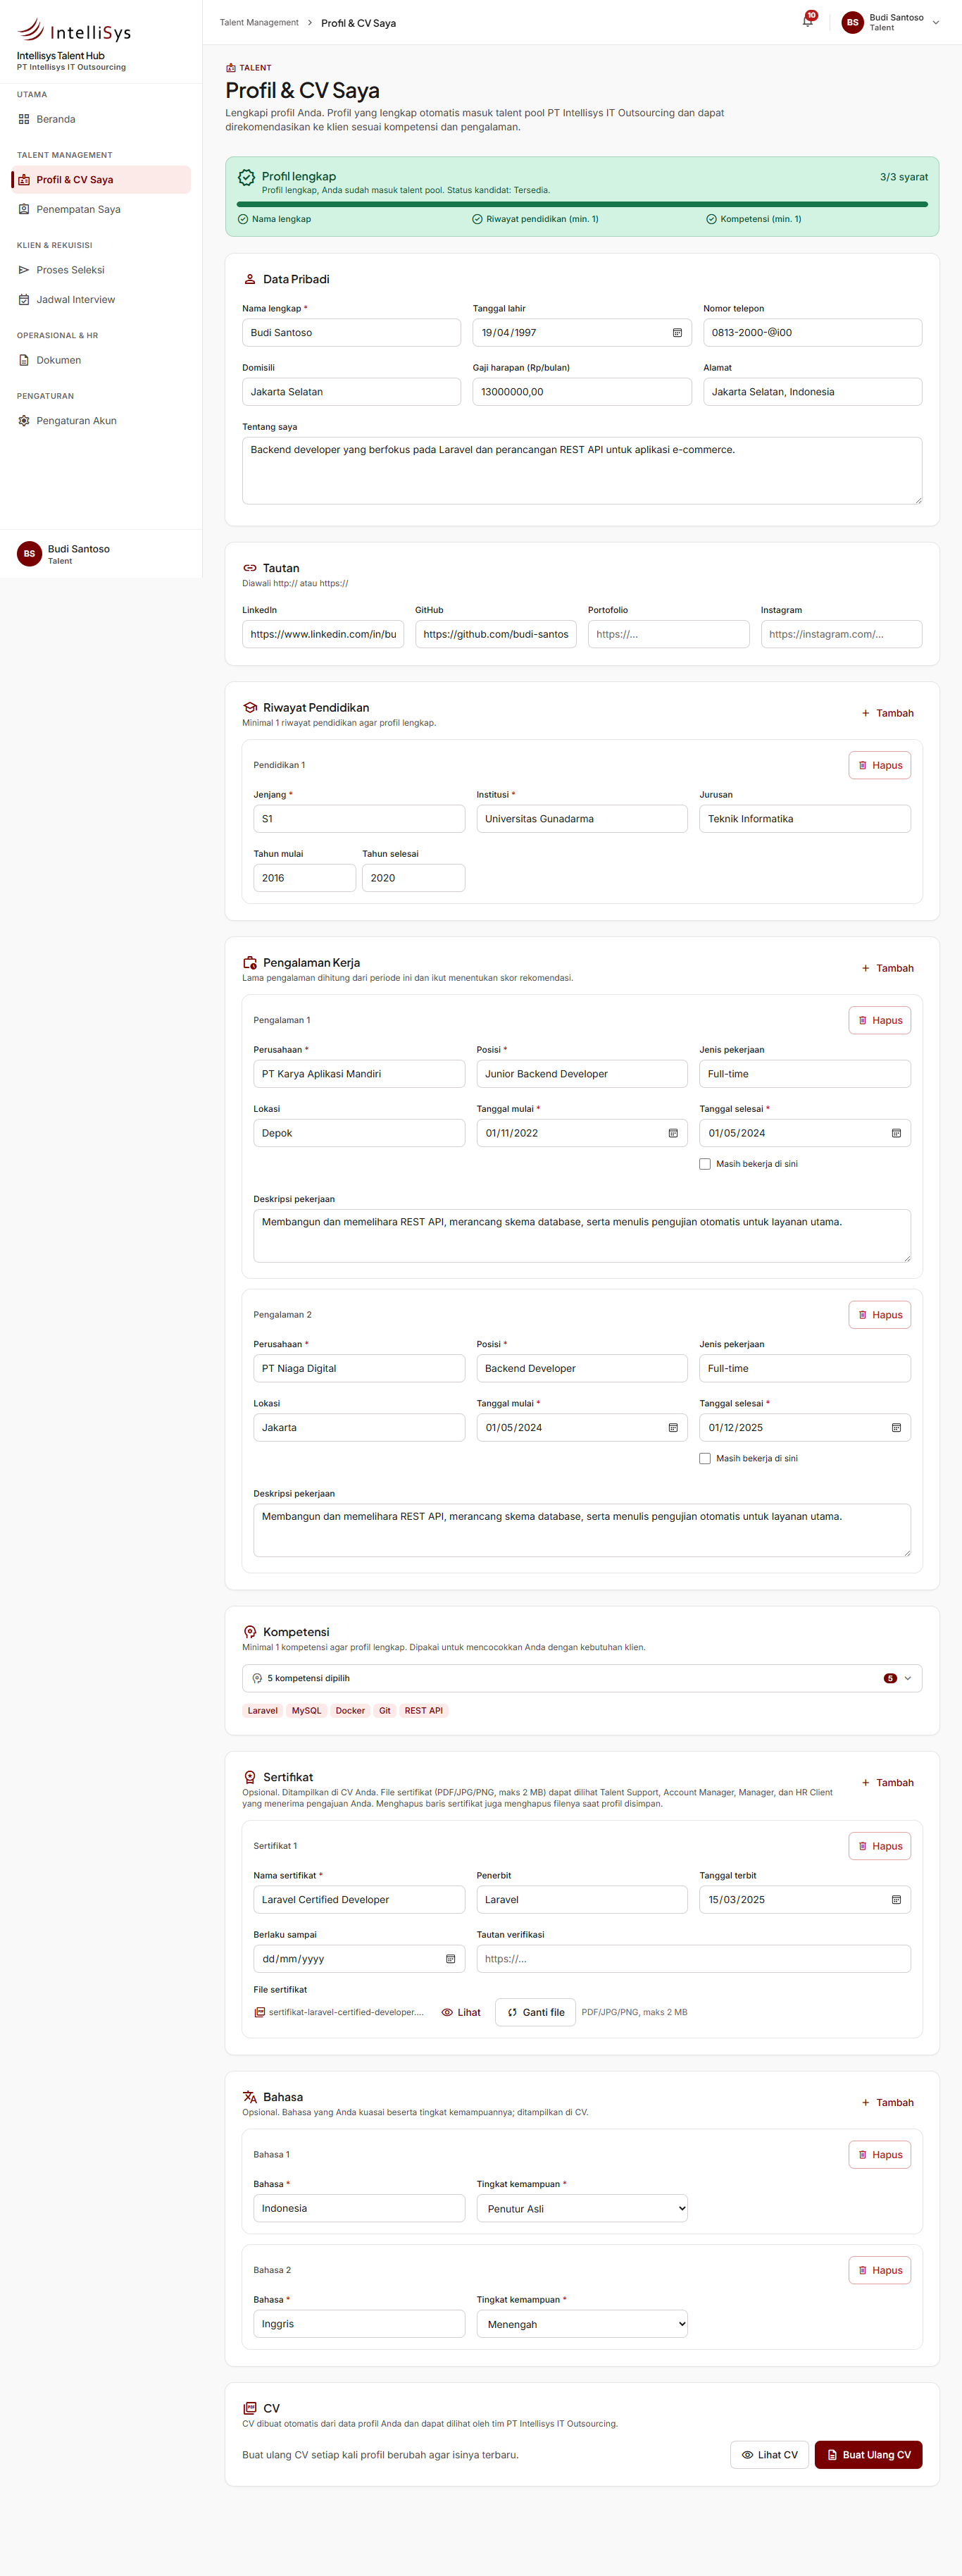 IntelliSys
Intellisys Talent Hub
PT Intellisys IT Outsourcing
UTAMA
Beranda
TALENT MANAGEMENT
Profil & CV Saya
Penempatan Saya
KLIEN & REKUISISI
Proses Seleksi
Jadwal Interview
OPERASIONAL & HR
Dokumen
PENGATURAN
Pengaturan Akun
BS
Budi Santoso
Talent
Talent Management > Profil & CV Saya
10
BS
Budi Santoso
Talent
TALENT
Profil & CV Saya
Lengkapi profil Anda. Profil yang lengkap otomatis masuk talent pool PT Intellisys IT Outsourcing dan dapat
direkomendasikan ke klien sesuai kompetensi dan pengalaman.
Profil lengkap
3/3 syarat
Profil lengkap, Anda sudah masuk talent pool. Status kandidat: Tersedia.
Nama lengkap
Riwayat pendidikan (min. 1)
Kompetensi (min. 1)
Data Pribadi
Nama lengkap *
Tanggal lahir
Nomor telepon
Budi Santoso
19/04/1997
0813-2000-@i00
Domisili
Gaji harapan (Rp/bulan)
Alamat
Jakarta Selatan
13000000,00
Jakarta Selatan, Indonesia
Tentang saya
Backend developer yang berfokus pada Laravel dan perancangan REST API untuk aplikasi e-commerce.
Tautan
Diawali http:// atau https://
LinkedIn
GitHub
Portofolio
Instagram
https://www.linkedin.com/in/bu
https://github.com/budi-santos
https://...
https://instagram.com/...
Riwayat Pendidikan
Minimal 1 riwayat pendidikan agar profil lengkap.
+ Tambah
Pendidikan 1
Hapus
Jenjang *
Institusi *
Jurusan
S1
Universitas Gunadarma
Teknik Informatika
Tahun mulai
Tahun selesai
2016
2020
Pengalaman Kerja
Lama pengalaman dihitung dari periode ini dan ikut menentukan skor rekomendasi.
+ Tambah
Pengalaman 1
Hapus
Perusahaan *
Posisi *
Jenis pekerjaan
PT Karya Aplikasi Mandiri
Junior Backend Developer
Full-time
Lokasi
Tanggal mulai *
Tanggal selesai *
Depok
01/11/2022
01/05/2024
Masih bekerja di sini
Deskripsi pekerjaan
Membangun dan memelihara REST API, merancang skema database, serta menulis pengujian otomatis untuk layanan utama.
Pengalaman 2
Hapus
Perusahaan *
Posisi *
Jenis pekerjaan
PT Niaga Digital
Backend Developer
Full-time
Lokasi
Tanggal mulai *
Tanggal selesai *
Jakarta
01/05/2024
01/12/2025
Masih bekerja di sini
Deskripsi pekerjaan
Membangun dan memelihara REST API, merancang skema database, serta menulis pengujian otomatis untuk layanan utama.
Kompetensi
Minimal 1 kompetensi agar profil lengkap. Dipakai untuk mencocokkan Anda dengan kebutuhan klien.
5 kompetensi dipilih
5
Laravel
MySQL
Docker
Git
REST API
Sertifikat
Opsional. Ditampilkan di CV Anda. File sertifikat (PDF/JPG/PNG, maks 2 MB) dapat dilihat Talent Support, Account Manager, Manager, dan HR Client
yang menerima pengajuan Anda. Menghapus baris sertifikat juga menghapus filenya saat profil disimpan.
+ Tambah
Sertifikat 1
Hapus
Nama sertifikat *
Penerbit
Tanggal terbit
Laravel Certified Developer
Laravel
15/03/2025
Berlaku sampai
Tautan verifikasi
dd/mm/yyyy
https://...
File sertifikat
sertifikat-laravel-certified-developer....
Lihat
Ganti file
PDF/JPG/PNG, maks 2 MB
Bahasa
Opsional. Bahasa yang Anda kuasai beserta tingkat kemampuannya; ditampilkan di CV.
+ Tambah
Bahasa 1
Hapus
Bahasa *
Tingkat kemampuan *
Indonesia
Penutur Asli
Bahasa 2
Hapus
Bahasa *
Tingkat kemampuan *
Inggris
Menengah
CV
CV dibuat otomatis dari data profil Anda dan dapat dilihat oleh tim PT Intellisys IT Outsourcing.
Buat ulang CV setiap kali profil berubah agar isinya terbaru.
Lihat CV
Buat Ulang CV